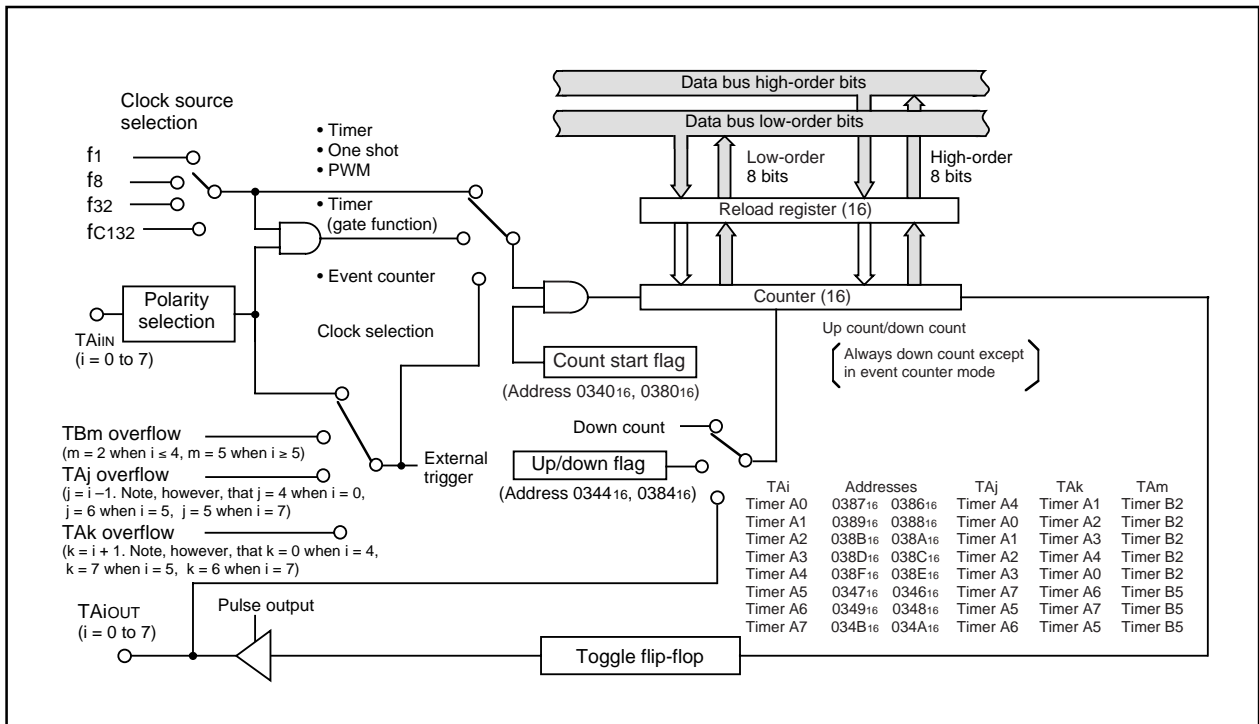 Clock source
selection
f1
f8
f32
fC132
• Timer
• One shot
• PWM
• Timer
(gate function)
• Event counter
Clock selection
Polarity
selection
TAiIN
(i = 0 to 7)
TBm overflow
(m = 2 when i ≤ 4, m = 5 when i ≥ 5)
TAj overflow
(j = i –1. Note, however, that j = 4 when i = 0,
j = 6 when i = 5, j = 5 when i = 7)
TAk overflow
(k = i + 1. Note, however, that k = 0 when i = 4,
k = 7 when i = 5, k = 6 when i = 7)
External
trigger
Data bus high-order bits
Data bus low-order bits
Low-order
8 bits
High-order
8 bits
Reload register (16)
Counter (16)
Up count/down count
Always down count except
in event counter mode
Count start flag
(Address 034016, 038016)
Down count
Up/down flag
(Address 034416, 038416)
TAi Addresses TAj TAk TAm
Timer A0 038716 038616 Timer A4 Timer A1 Timer B2
Timer A1 038916 038816 Timer A0 Timer A2 Timer B2
Timer A2 038B16 038A16 Timer A1 Timer A3 Timer B2
Timer A3 038D16 038C16 Timer A2 Timer A4 Timer B2
Timer A4 038F16 038E16 Timer A3 Timer A0 Timer B2
Timer A5 034716 034616 Timer A7 Timer A6 Timer B5
Timer A6 034916 034816 Timer A5 Timer A7 Timer B5
Timer A7 034B16 034A16 Timer A6 Timer A5 Timer B5
TAiOUT
(i = 0 to 7)
Pulse output
Toggle flip-flop